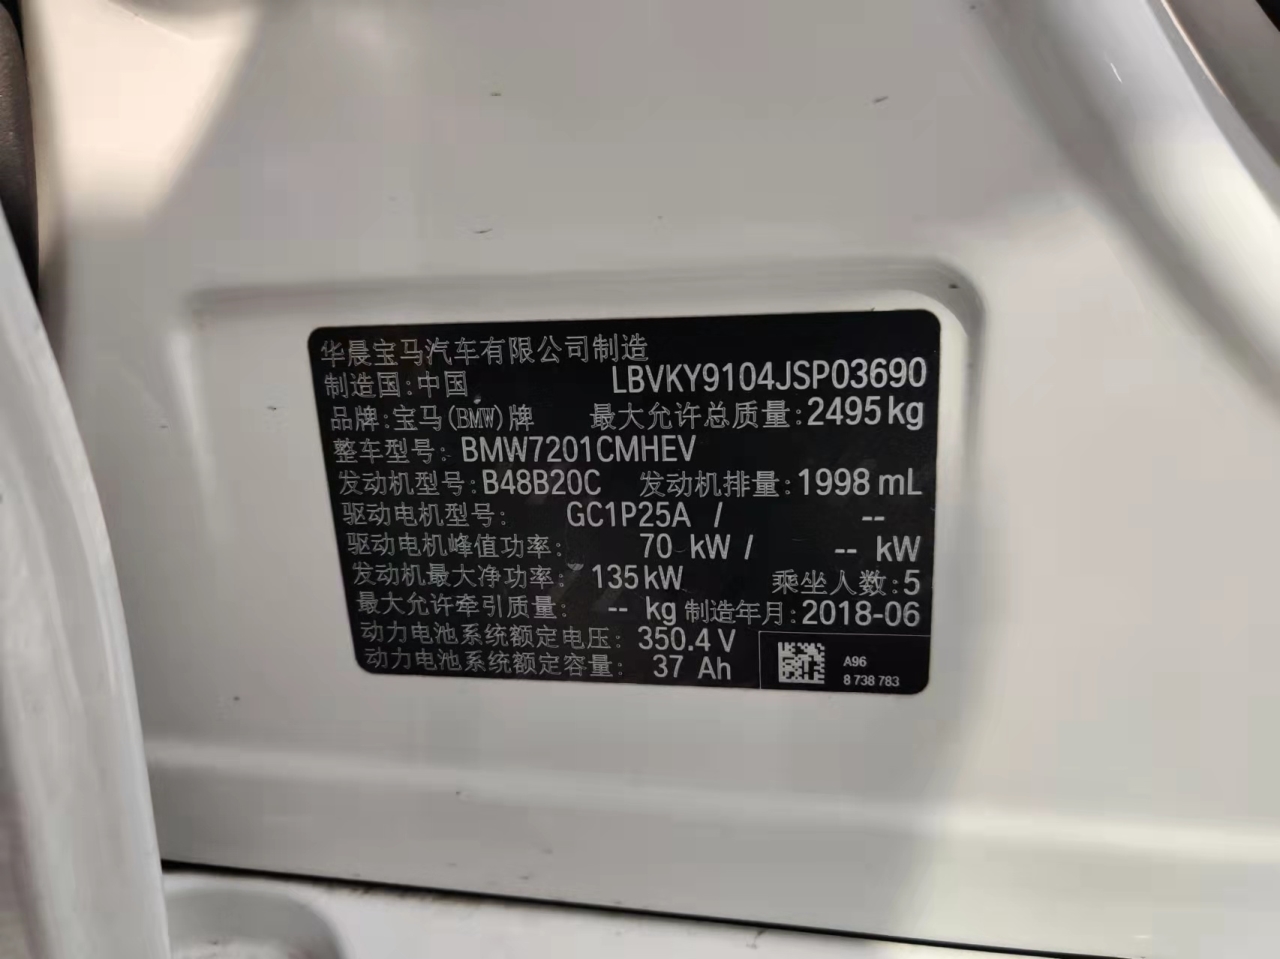 华晨宝马汽车有限公司制造
制造国:中国 LBVKY9104JSP03690
品牌:宝马(BMW)牌 最大允许总质量:2495kg
整车型号: BMW7201CMHEV
发动机型号:B48B20C 发动机排量:1998 mL
驱动电机型号: GC1P25A / --
驱动电机峰值功率: 70 kW / -- kW
发动机最大净功率: 135kW 乘坐人数:5
最大允许牵引质量: -- kg 制造年月:2018-06
动力电池系统额定电压: 350.4 V
动力电池系统额定容量: 37 Ah
A96
8 738 783